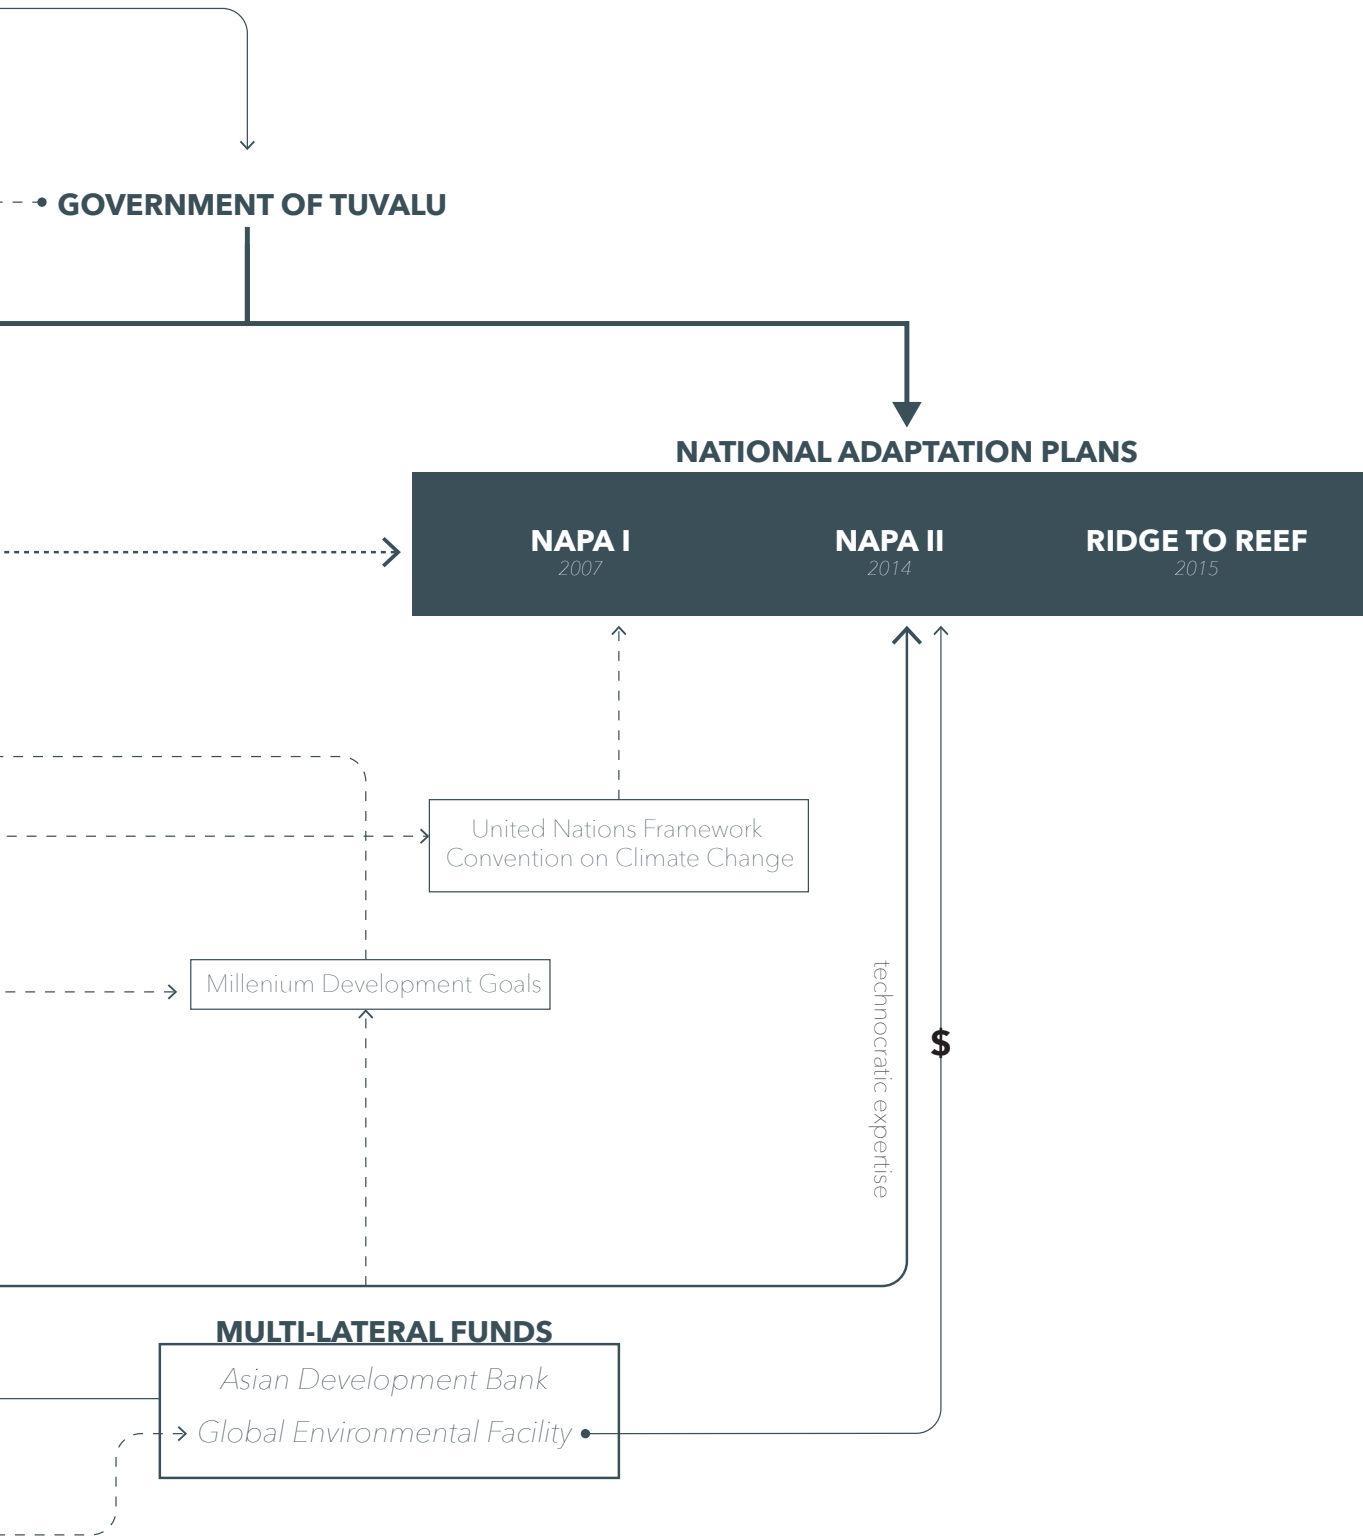 GOVERNMENT OF TUVALU
NATIONAL ADAPTATION PLANS
NAPA I
2007
NAPA II
2014
RIDGE TO REEF
2015
United Nations Framework
Convention on Climate Change
Millenium Development Goals
technocratic expertise
$
MULTI-LATERAL FUNDS
Asian Development Bank
Global Environmental Facility